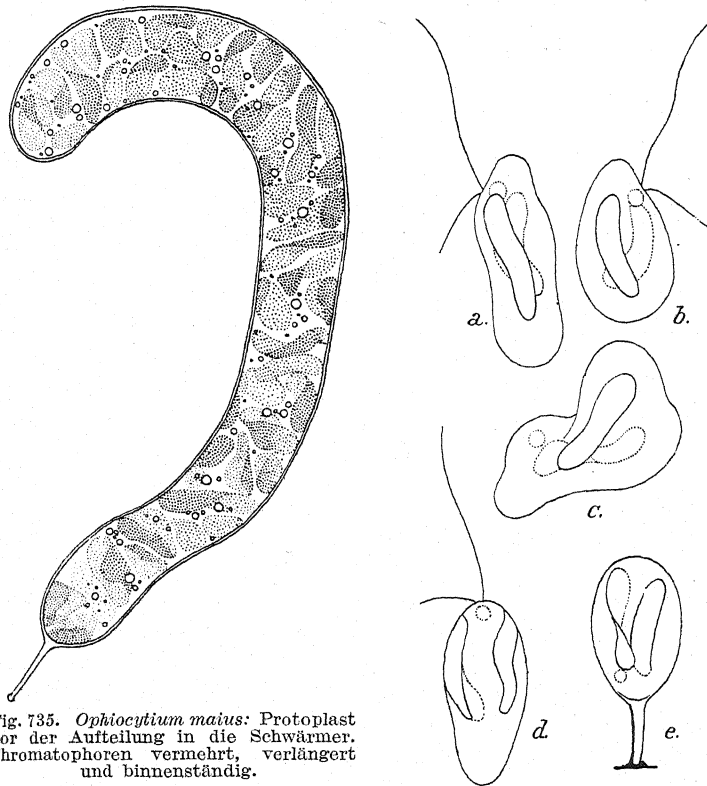 a.
b.
c.
d.
e.
ig. 735. Ophiocytium maius: Protoplast
or der Aufteilung in die Schwärmer.
hromatophoren vermehrt, verlängert
und binnenständig.